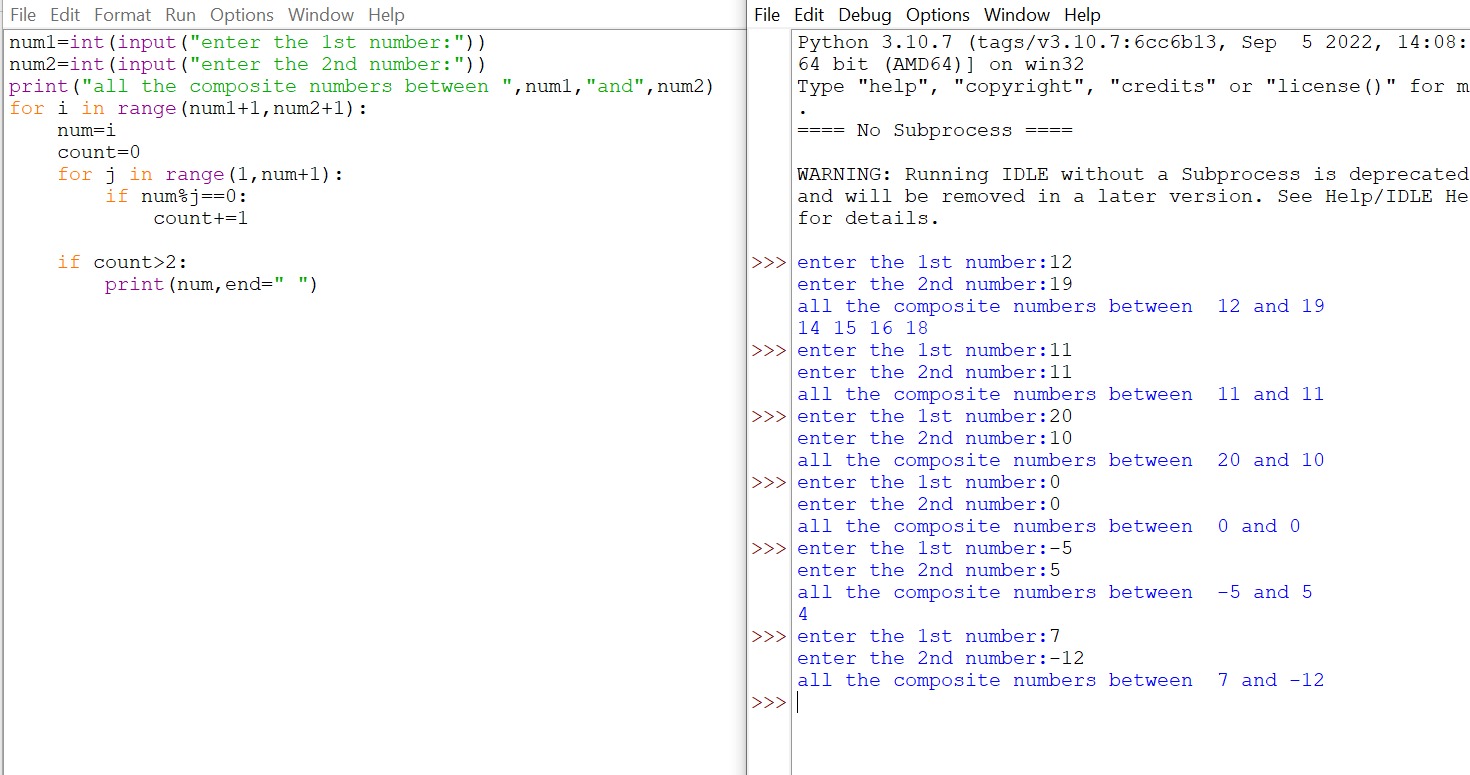 File Edit Format Run Options Window Help
num1=int(input("enter the 1st number:"))
num2=int(input("enter the 2nd number:"))
print("all the composite numbers between ",num1,"and",num2)
for i in range(num1+1,num2+1):
    num=i
    count=0
    for j in range(1,num+1):
        if num%j==0:
            count+=1
    if count>2:
        print(num,end=" ")
File Edit Debug Options Window Help
Python 3.10.7 (tags/v3.10.7:6cc6b13, Sep  5 2022, 14:08:
64 bit (AMD64)] on win32
Type "help", "copyright", "credits" or "license()" for m
.
==== No Subprocess ====
WARNING: Running IDLE without a Subprocess is deprecated
and will be removed in a later version. See Help/IDLE He
for details.
>>> enter the 1st number:12
enter the 2nd number:19
all the composite numbers between  12 and 19
14 15 16 18
>>> enter the 1st number:11
enter the 2nd number:11
all the composite numbers between  11 and 11
>>> enter the 1st number:20
enter the 2nd number:10
all the composite numbers between  20 and 10
>>> enter the 1st number:0
enter the 2nd number:0
all the composite numbers between  0 and 0
>>> enter the 1st number:-5
enter the 2nd number:5
all the composite numbers between  -5 and 5
4
>>> enter the 1st number:7
enter the 2nd number:-12
all the composite numbers between  7 and -12
>>>